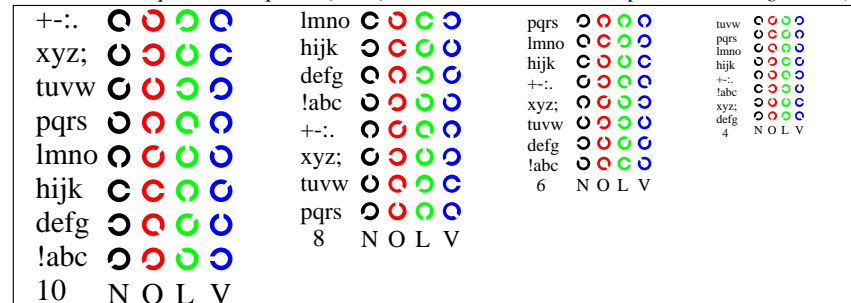 +-:.
xyz;
tuvw
pqrs
lmno
hijk
defg
!abc
10 N O L V
lmno
hijk
defg
!abc
+-:.
xyz;
tuvw
pqrs
8 N O L V
pqrs
lmno
hijk
+-:.
xyz;
tuvw
defg
!abc
6 N O L V
tuvw
pqrs
lmno
hijk
+-:.
!abc
xyz;
defg
4 N O L V